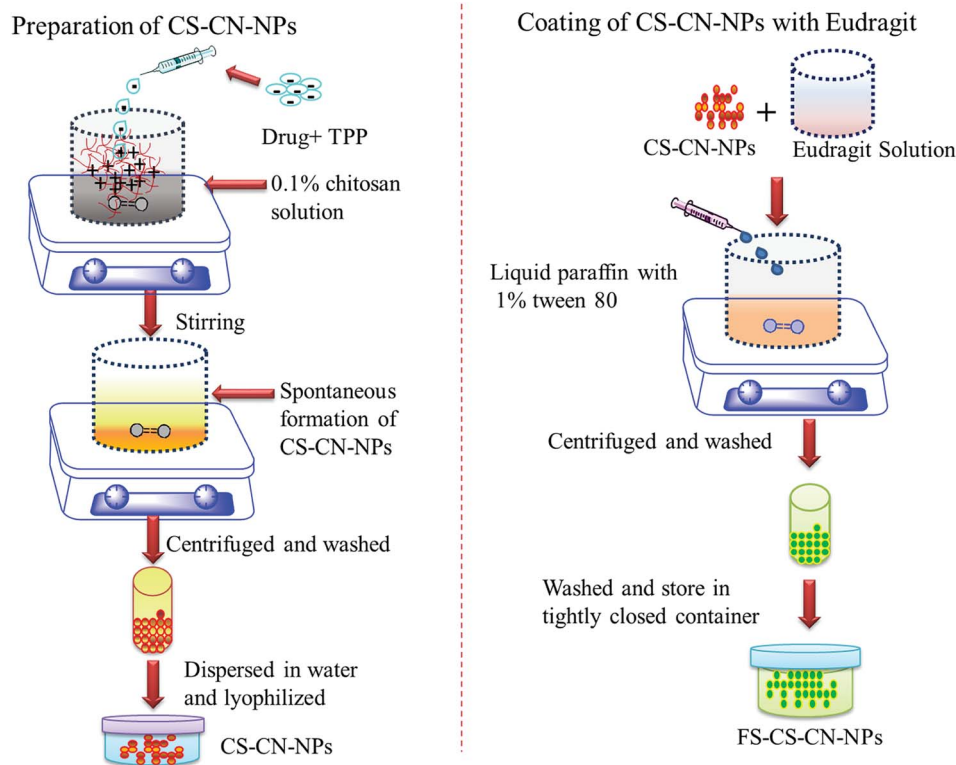 Preparation of CS-CN-NPs
Drug+ TPP
0.1% chitosan
solution
Stirring
Spontaneous
formation of
CS-CN-NPs
Centrifuged and washed
Dispersed in water
and lyophilized
CS-CN-NPs
Coating of CS-CN-NPs with Eudragit
+
CS-CN-NPs
Eudragit Solution
Liquid paraffin with
1% tween 80
Centrifuged and washed
Washed and store in
tightly closed container
FS-CS-CN-NPs